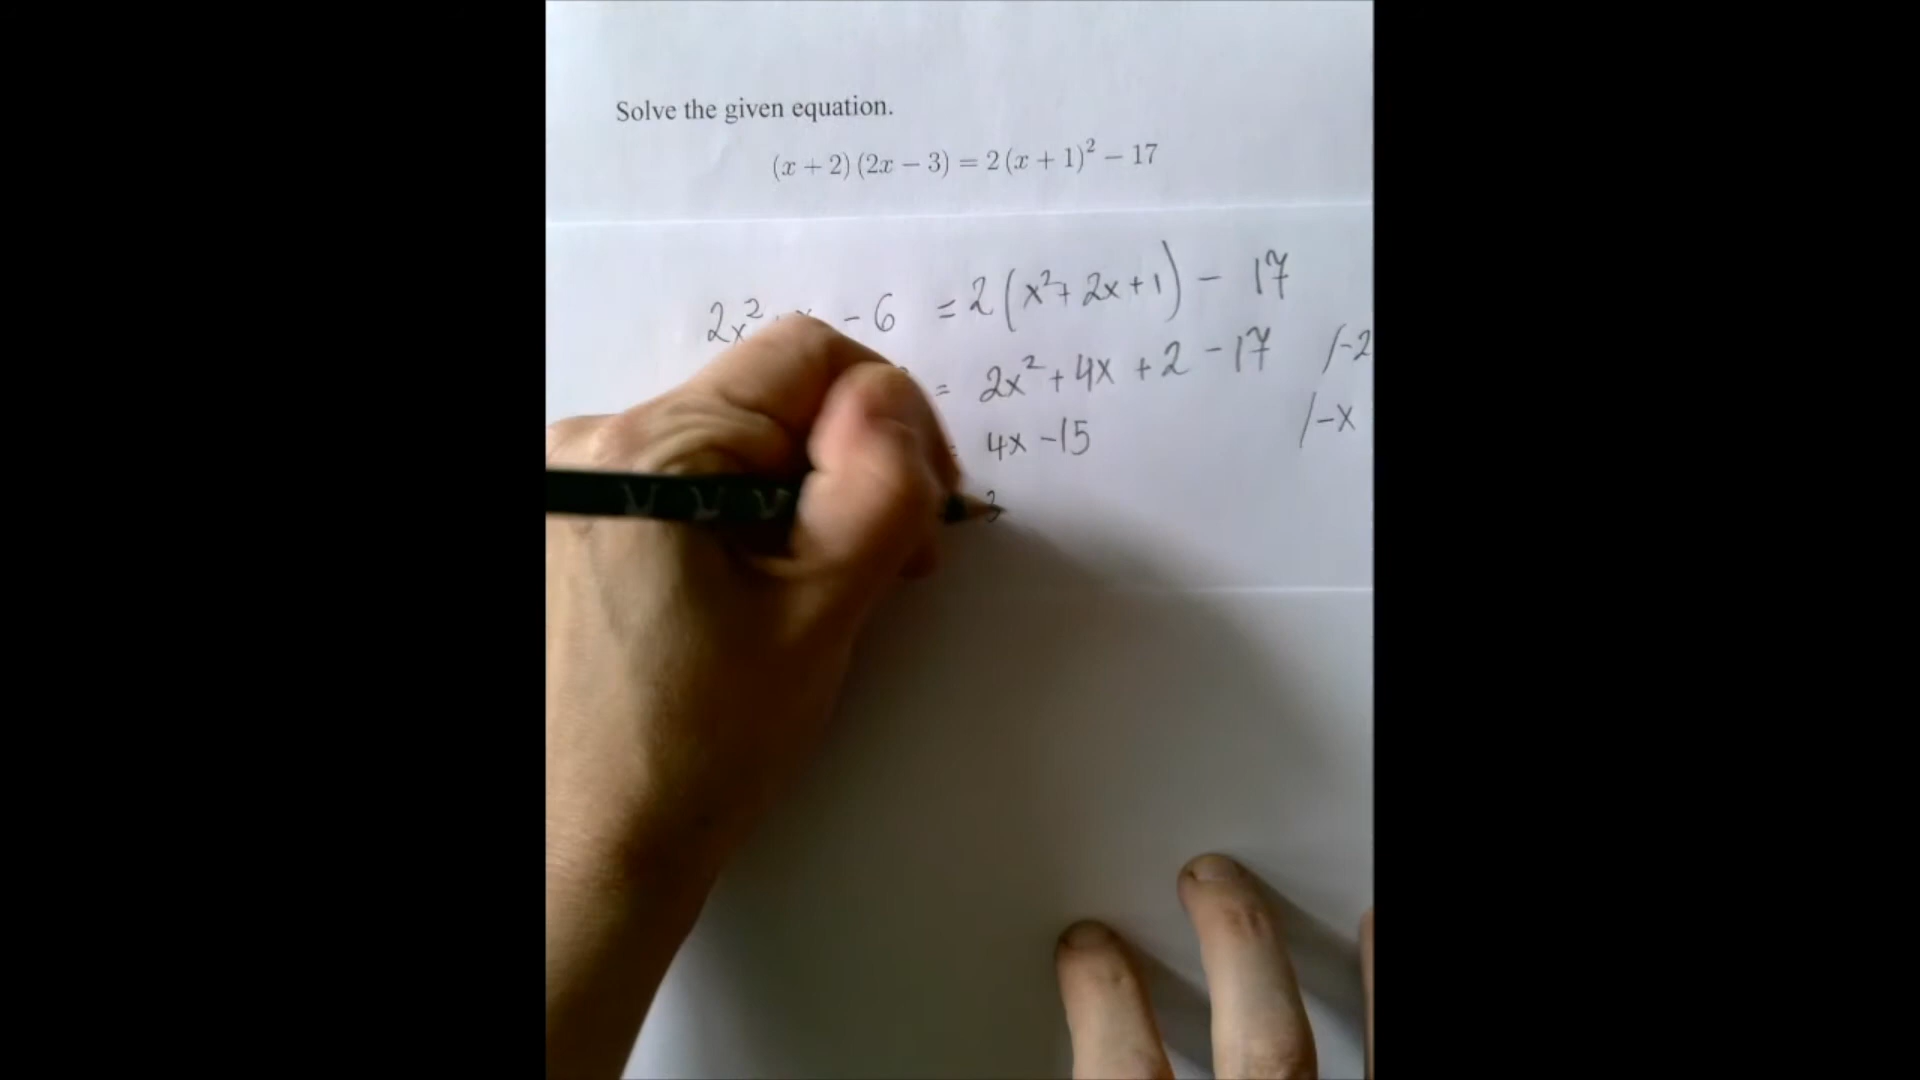 Solve the given equation.
(x + 2) (2x − 3) = 2 (x + 1)² − 17
2x² x − 6 = 2(x² + 2x + 1) − 17
= 2x² + 4x + 2 − 17 /-2
= 4x − 15 /-x
3